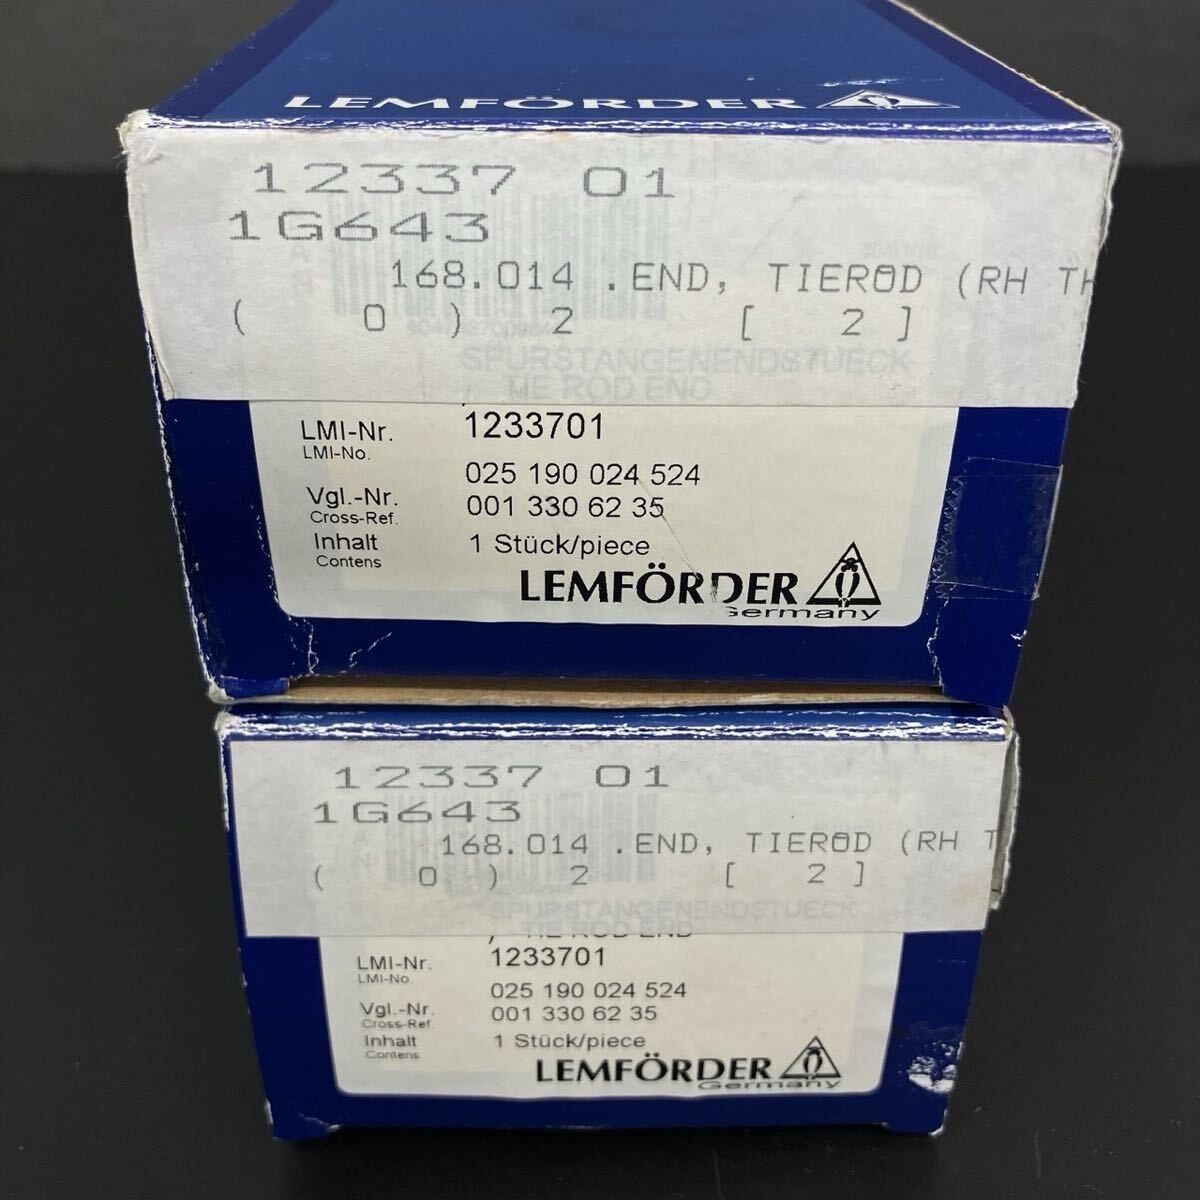 LEMFÖRDER
12337 01
1G643
168.014 .END, TIEROD (RH TH
( 0 ) 2 [ 2 ]
SPURSTANGENENDSTUECK
, TIE ROD END
LMI-Nr. 1233701
LMI-No.
025 190 024 524
Vgl.-Nr. 001 330 62 35
Cross-Ref.
Inhalt 1 Stück/piece
Contens
LEMFÖRDER
Germany
12337 01
1G643
168.014 .END, TIEROD (RH T
( 0 ) 2 [ 2 ]
SPURSTANGENENDSTUECK
, TIE ROD END
LMI-Nr. 1233701
LMI-No
025 190 024 524
Vgl.-Nr. 001 330 62 35
Cross-Ref.
Inhalt 1 Stück/piece
Contens
LEMFÖRDER
Germany